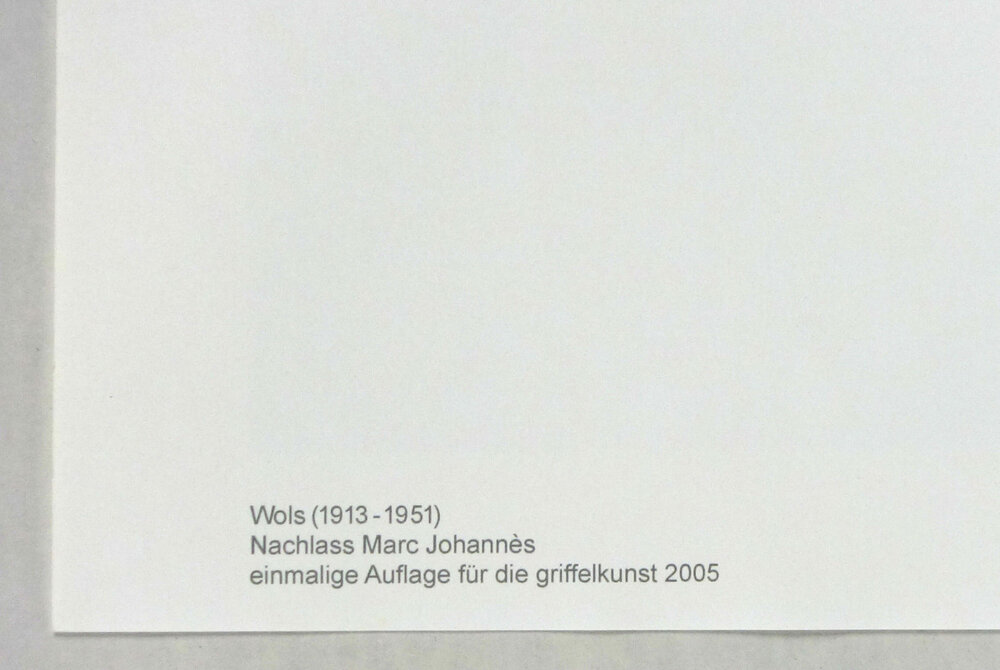 Wols (1913 - 1951)
Nachlass Marc Johannès
einmalige Auflage für die griffelkunst 2005